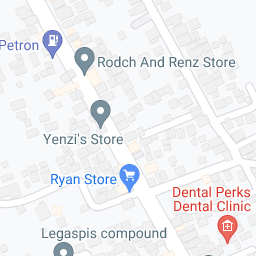 Petron
Rodch And Renz Store
Yenzi's Store
Ryan Store
Dental Perks
Dental Clinic
Legaspis compound